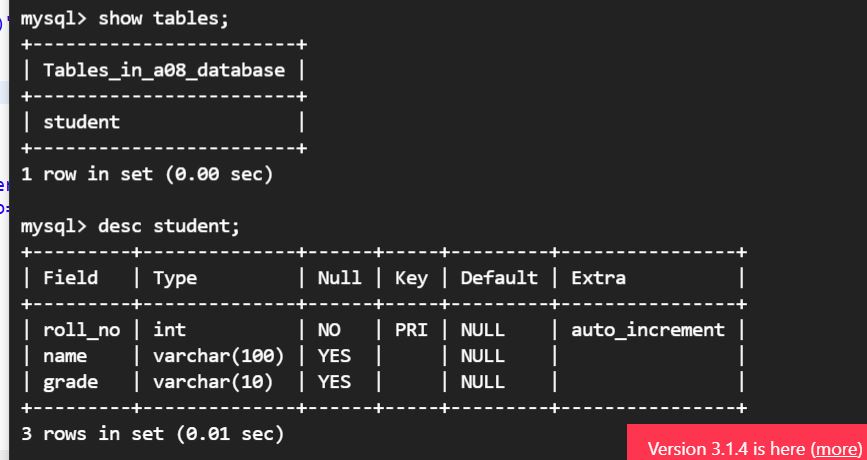 mysql> show tables;
+------------------------+
| Tables_in_a08_database |
+------------------------+
| student                |
+------------------------+
1 row in set (0.00 sec)
mysql> desc student;
+---------+--------------+------+-----+---------+----------------+
| Field   | Type         | Null | Key | Default | Extra          |
+---------+--------------+------+-----+---------+----------------+
| roll_no | int          | NO   | PRI | NULL    | auto_increment |
| name    | varchar(100) | YES  |     | NULL    |                |
| grade   | varchar(10)  | YES  |     | NULL    |                |
+---------+--------------+------+-----+---------+----------------+
3 rows in set (0.01 sec)
Version 3.1.4 is here (more)